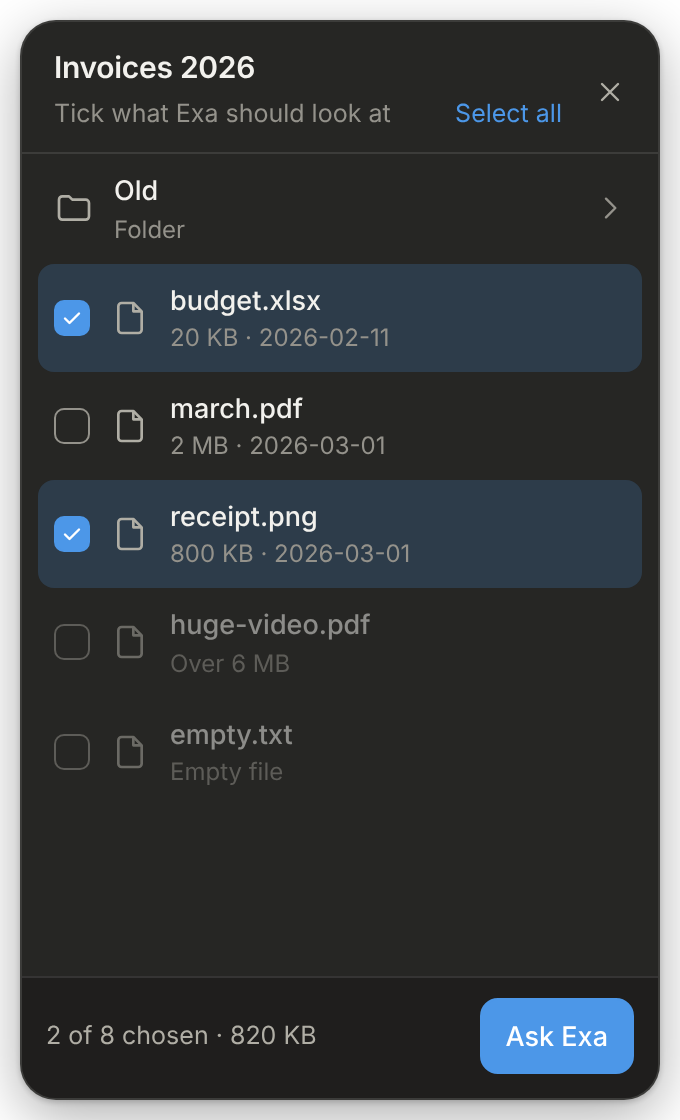 Invoices 2026
Tick what Exa should look at Select all
Old
Folder
budget.xlsx
20 KB · 2026-02-11
march.pdf
2 MB · 2026-03-01
receipt.png
800 KB · 2026-03-01
huge-video.pdf
Over 6 MB
empty.txt
Empty file
2 of 8 chosen · 820 KB Ask Exa